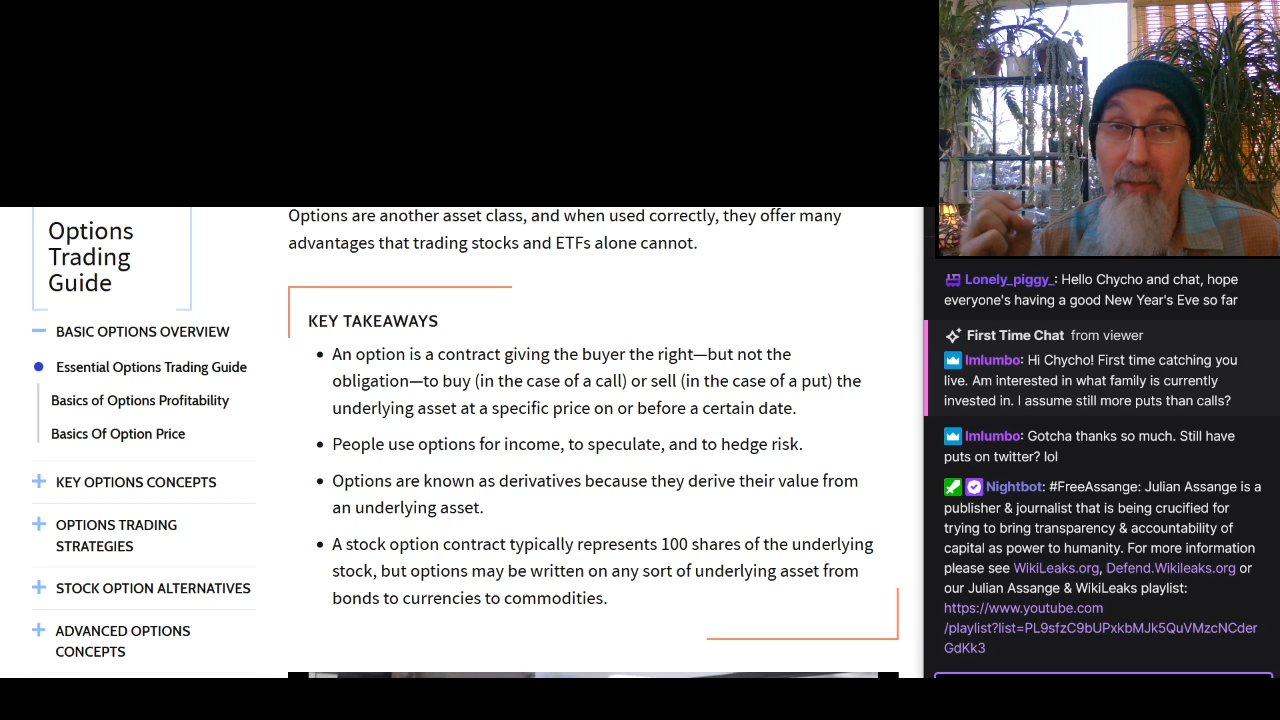 Options
Trading
Guide
BASIC OPTIONS OVERVIEW
Essential Options Trading Guide
Basics of Options Profitability
Basics Of Option Price
KEY OPTIONS CONCEPTS
OPTIONS TRADING
STRATEGIES
STOCK OPTION ALTERNATIVES
ADVANCED OPTIONS
CONCEPTS
Options are another asset class, and when used correctly, they offer many
advantages that trading stocks and ETFs alone cannot.
KEY TAKEAWAYS
• An option is a contract giving the buyer the right—but not the
obligation—to buy (in the case of a call) or sell (in the case of a put) the
underlying asset at a specific price on or before a certain date.
• People use options for income, to speculate, and to hedge risk.
• Options are known as derivatives because they derive their value from
an underlying asset.
• A stock option contract typically represents 100 shares of the underlying
stock, but options may be written on any sort of underlying asset from
bonds to currencies to commodities.
Lonely_piggy_: Hello Chycho and chat, hope
everyone's having a good New Year's Eve so far
First Time Chat from viewer
Imlumbo: Hi Chycho! First time catching you
live. Am interested in what family is currently
invested in. I assume still more puts than calls?
Imlumbo: Gotcha thanks so much. Still have
puts on twitter? lol
Nightbot: #FreeAssange: Julian Assange is a
publisher & journalist that is being crucified for
trying to bring transparency & accountability of
capital as power to humanity. For more information
please see WikiLeaks.org, Defend.Wikileaks.org or
our Julian Assange & WikiLeaks playlist:
https://www.youtube.com
/playlist?list=PL9sfzC9bUPxkbMJk5QuVMzcNCder
GdKk3